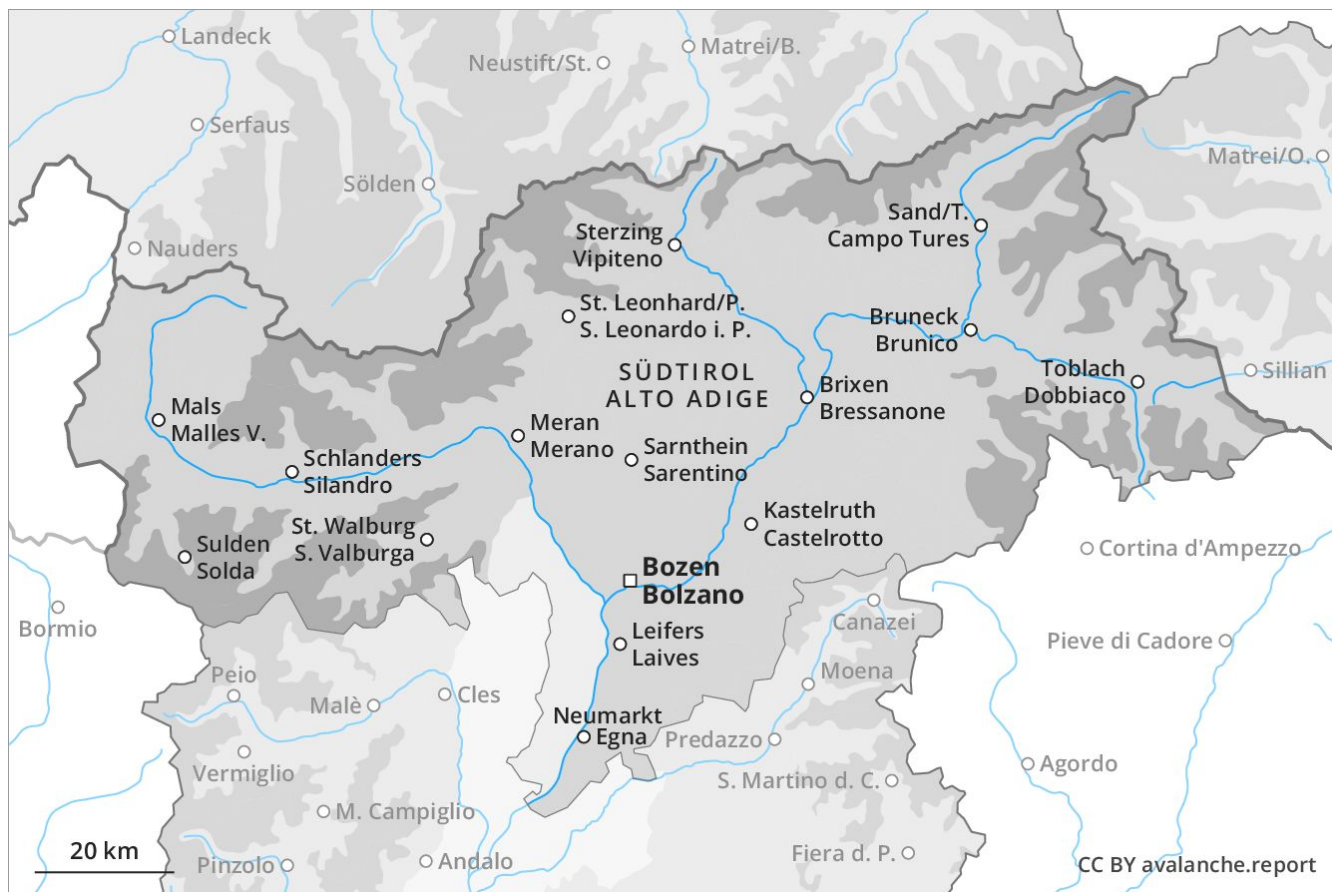 Landeck
Neustift/St.
Matrei/B.
Serfaus
Matrei/O.
Sölden
Sand/T.
Campo Tures
Sterzing
Vipiteno
Nauders
St. Leonhard/P.
S. Leonardo i. P.
Bruneck
Brunico
SÜDTIROL
ALTO ADIGE
Toblach
Dobbiaco
Sillian
Brixen
Bressanone
Mals
Malles V.
Meran
Merano
Schlanders
Silandro
Sarnthein
Sarentino
Kastelruth
Castelrotto
St. Walburg
S. Valburga
Sulden
Solda
Cortina d'Ampezzo
Bozen
Bolzano
Bormio
Canazei
Leifers
Laives
Pieve di Cadore
Peio
Moena
Malè
Cles
Neumarkt
Egna
Predazzo
Vermiglio
Agordo
S. Martino d. C.
M. Campiglio
20 km
Pinzolo
Andalo
Fiera d. P.
CC BY avalanche.report